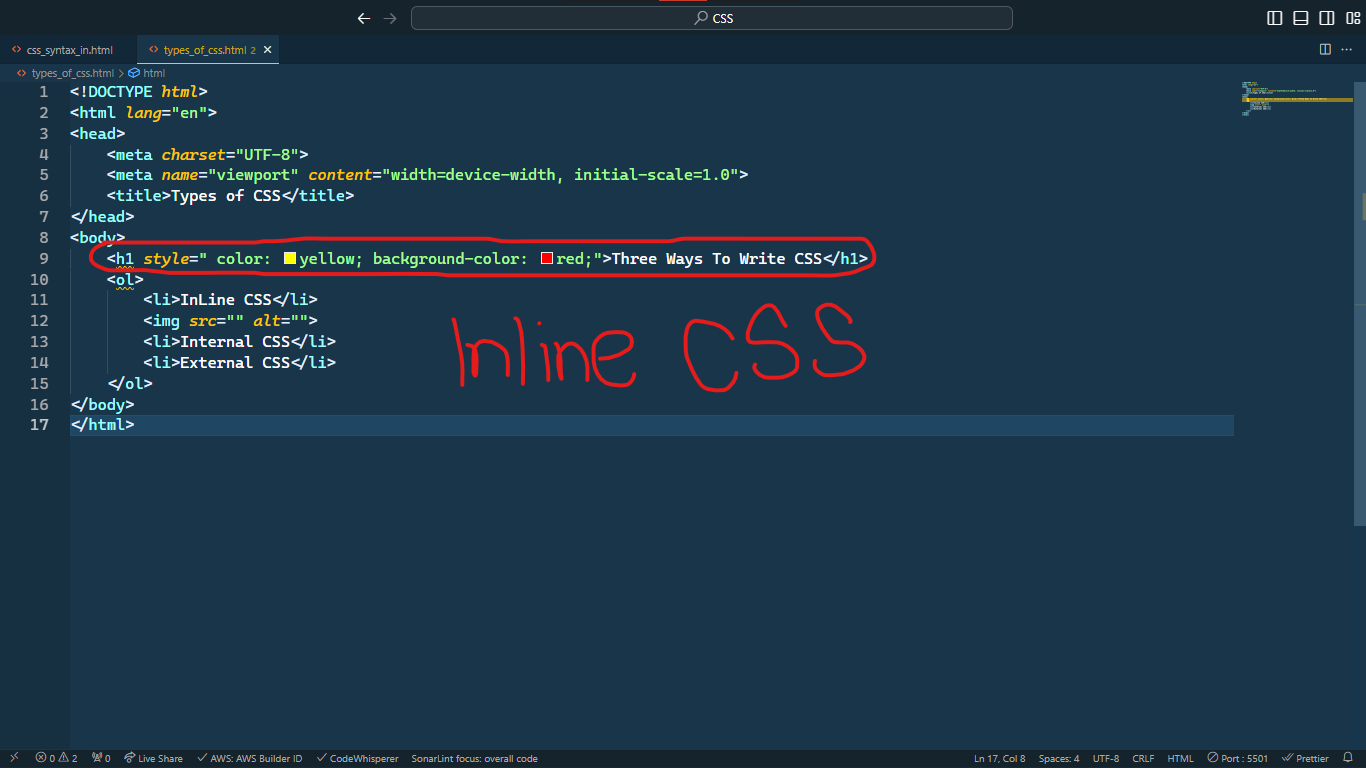 CSS
css_syntax_in.html
types_of_css.html 2
types_of_css.html > html
1 <!DOCTYPE html>
2 <html lang="en">
3 <head>
4 <meta charset="UTF-8">
5 <meta name="viewport" content="width=device-width, initial-scale=1.0">
6 <title>Types of CSS</title>
7 </head>
8 <body>
9 <h1 style=" color: yellow; background-color: red;">Three Ways To Write CSS</h1>
10 <ol>
11 <li>InLine CSS</li>
12 <img src="" alt="">
13 <li>Internal CSS</li>
14 <li>External CSS</li>
15 </ol>
16 </body>
17 </html>
Inline CSS
0 2 0 Live Share AWS: AWS Builder ID CodeWhisperer SonarLint focus: overall code Ln 17, Col 8 Spaces: 4 UTF-8 CRLF HTML Port : 5501 Prettier